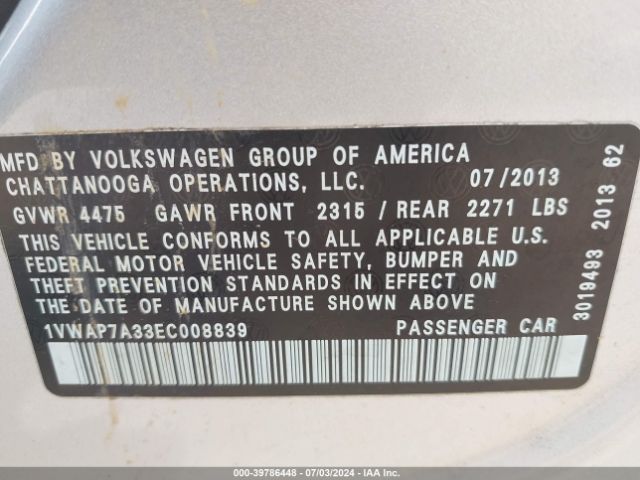 MFD BY VOLKSWAGEN GROUP OF AMERICA
CHATTANOOGA OPERATIONS, LLC. 07/2013
GVWR 4475 GAWR FRONT 2315 / REAR 2271 LBS
THIS VEHICLE CONFORMS TO ALL APPLICABLE U.S.
FEDERAL MOTOR VEHICLE SAFETY, BUMPER AND
THEFT PREVENTION STANDARDS IN EFFECT ON
THE DATE OF MANUFACTURE SHOWN ABOVE
1VWAP7A33EC008839 PASSENGER CAR
3019493 2013 62
000-39786448 - 07/03/2024 - IAAI.com